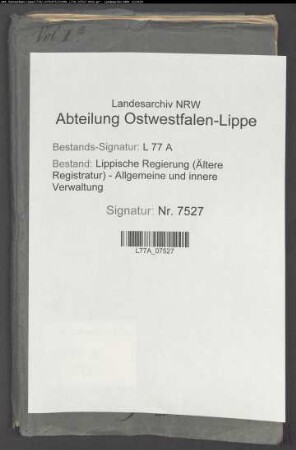 Vol I
Landesarchiv NRW
Abteilung Ostwestfalen-Lippe
Bestands-Signatur: L 77 A
Bestand: Lippische Regierung (Ältere
Registratur) - Allgemeine und innere
Verwaltung
Signatur: Nr. 7527
L77A_07527